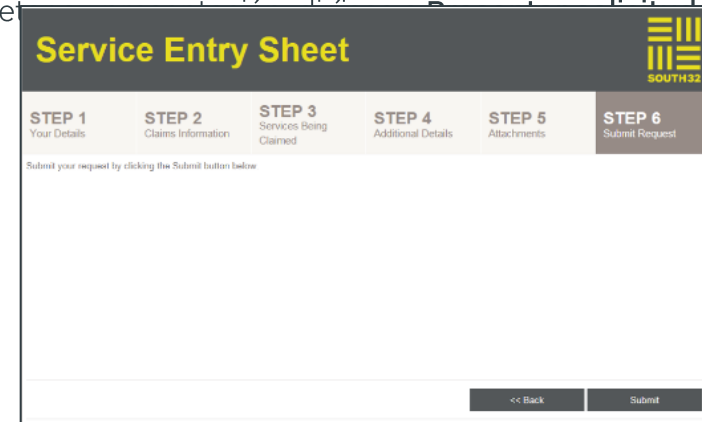 Service Entry Sheet
SOUTH32
STEP 1
Your Details
STEP 2
Claims Information
STEP 3
Services Being
Claimed
STEP 4
Additional Details
STEP 5
Attachments
STEP 6
Submit Request
Submit your request by clicking the Submit button below
<< Back
Submit